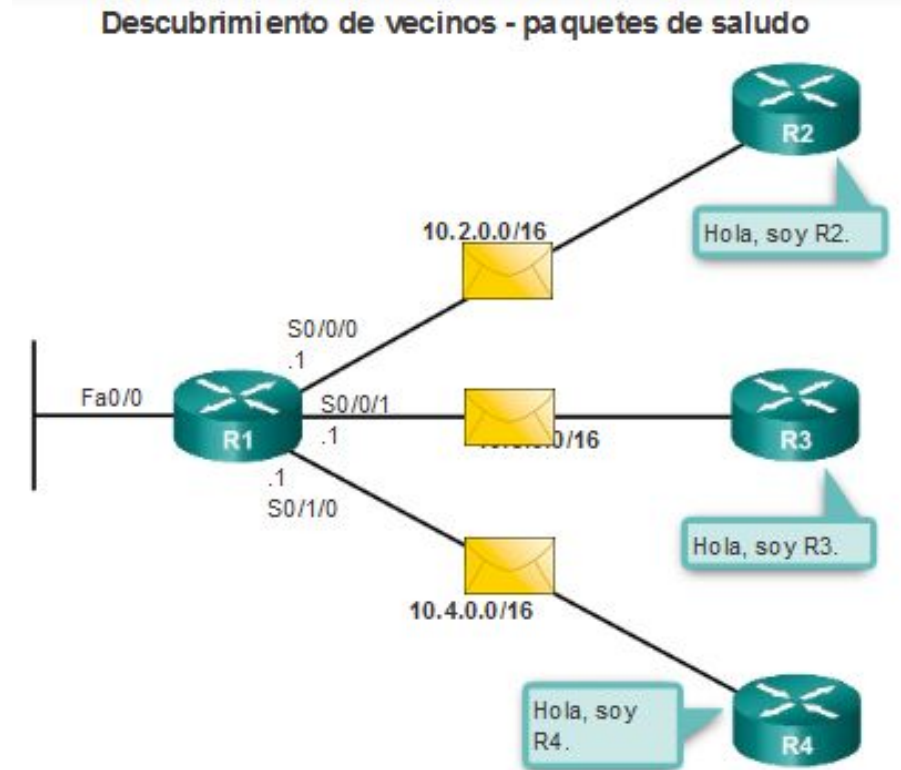 Descubrimiento de vecinos - paquetes de saludo
R2
Hola, soy R2.
10.2.0.0/16
S0/0/0
.1
Fa0/0
R1
S0/0/1
.1
0/16
R3
.1
S0/1/0
Hola, soy R3.
10.4.0.0/16
Hola, soy
R4.
R4